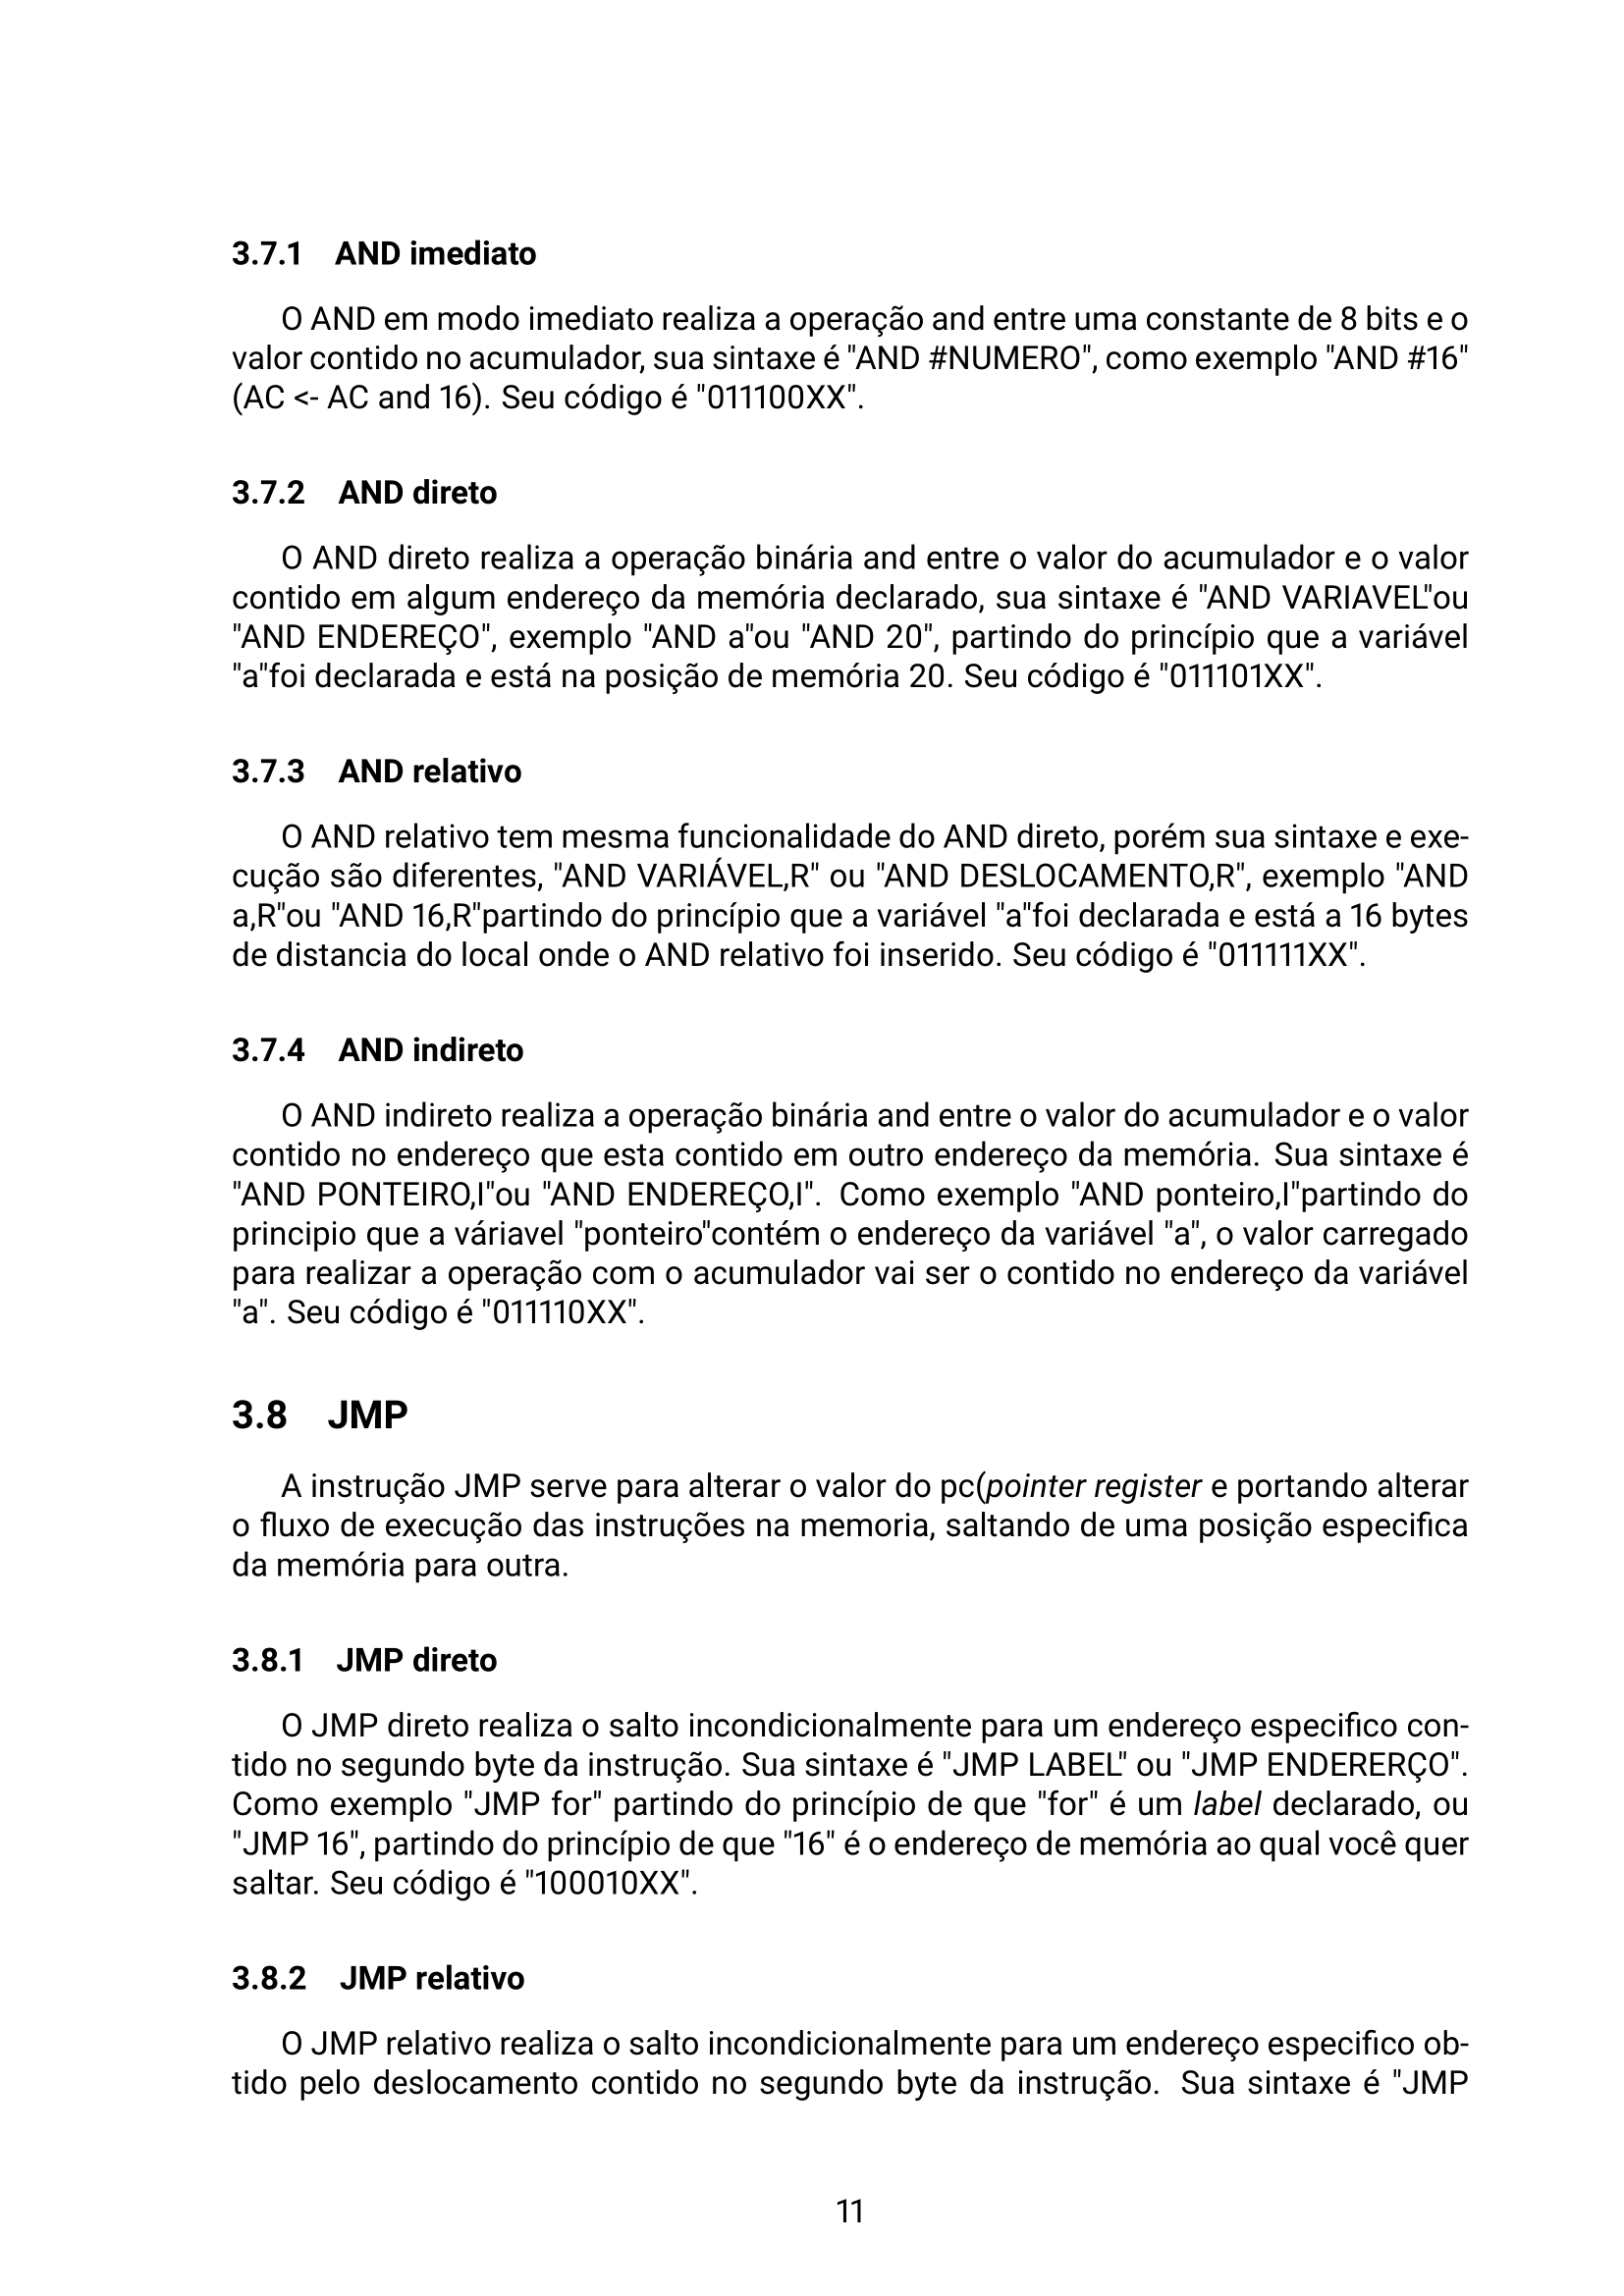 3.7.1 AND imediato
O AND em modo imediato realiza a operação and entre uma constante de 8 bits e o
valor contido no acumulador, sua sintaxe é "AND #NUMERO", como exemplo "AND #16"
(AC <- AC and 16). Seu código é "011100XX".
3.7.2 AND direto
O AND direto realiza a operação binária and entre o valor do acumulador e o valor
contido em algum endereço da memória declarado, sua sintaxe é "AND VARIAVEL"ou
"AND ENDEREÇO", exemplo "AND a"ou "AND 20", partindo do princípio que a variável
"a"foi declarada e está na posição de memória 20. Seu código é "011101XX".
3.7.3 AND relativo
O AND relativo tem mesma funcionalidade do AND direto, porém sua sintaxe e exe-
cução são diferentes, "AND VARIÁVEL,R" ou "AND DESLOCAMENTO,R", exemplo "AND
a,R"ou "AND 16,R"partindo do princípio que a variável "a"foi declarada e está a 16 bytes
de distancia do local onde o AND relativo foi inserido. Seu código é "011111XX".
3.7.4 AND indireto
O AND indireto realiza a operação binária and entre o valor do acumulador e o valor
contido no endereço que esta contido em outro endereço da memória. Sua sintaxe é
"AND PONTEIRO,I"ou "AND ENDEREÇO,I". Como exemplo "AND ponteiro,I"partindo do
principio que a váriavel "ponteiro"contém o endereço da variável "a", o valor carregado
para realizar a operação com o acumulador vai ser o contido no endereço da variável
"a". Seu código é "011110XX".
3.8 JMP
A instrução JMP serve para alterar o valor do pc(pointer register e portando alterar
o fluxo de execução das instruções na memoria, saltando de uma posição especifica
da memória para outra.
3.8.1 JMP direto
O JMP direto realiza o salto incondicionalmente para um endereço especifico con-
tido no segundo byte da instrução. Sua sintaxe é "JMP LABEL" ou "JMP ENDERERÇO".
Como exemplo "JMP for" partindo do princípio de que "for" é um label declarado, ou
"JMP 16", partindo do princípio de que "16" é o endereço de memória ao qual você quer
saltar. Seu código é "100010XX".
3.8.2 JMP relativo
O JMP relativo realiza o salto incondicionalmente para um endereço especifico ob-
tido pelo deslocamento contido no segundo byte da instrução. Sua sintaxe é "JMP
11